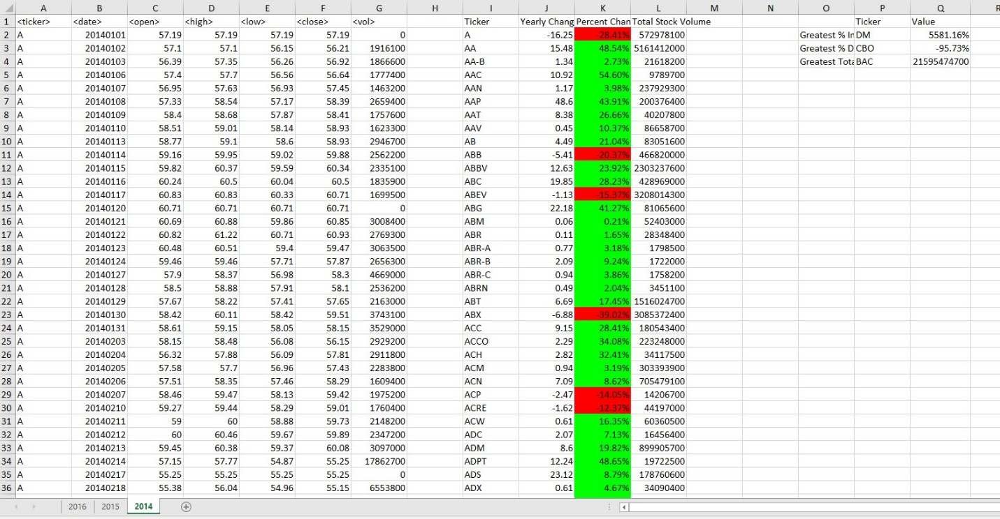 A B C D E F G H I J K L M N O P Q R
1 <ticker> <date> <open> <high> <low> <close> <vol> Ticker Yearly Chang Percent Chan Total Stock Volume Ticker Value
2 A 20140101 57.19 57.19 57.19 57.19 0 A -16.25 -28.41% 572978100 Greatest % In DM 5581.16%
3 A 20140102 57.1 57.1 56.15 56.21 1916100 AA 15.48 48.54% 5161412000 Greatest % D CBO -95.73%
4 A 20140103 56.39 57.35 56.26 56.92 1866600 AA-B 1.34 2.73% 21618200 Greatest Tota BAC 21595474700
5 A 20140106 57.4 57.7 56.56 56.64 1777400 AAC 10.92 54.60% 9789700
6 A 20140107 56.95 57.63 56.93 57.45 1463200 AAN 1.17 3.98% 237929300
7 A 20140108 57.33 58.54 57.17 58.39 2659400 AAP 48.6 43.91% 200376400
8 A 20140109 58.4 58.68 57.87 58.41 1757600 AAT 8.38 26.66% 40207800
9 A 20140110 58.51 59.01 58.14 58.93 1623300 AAV 0.45 10.37% 86658700
10 A 20140113 58.77 59.1 58.6 58.93 2946700 AB 4.49 21.04% 83051600
11 A 20140114 59.16 59.95 59.02 59.88 2562200 ABB -5.41 -20.37% 466820000
12 A 20140115 59.82 60.37 59.59 60.34 2335100 ABBV 12.63 23.92% 2303237600
13 A 20140116 60.24 60.5 60.04 60.5 1835900 ABC 19.85 28.23% 428969000
14 A 20140117 60.83 60.83 60.33 60.71 1699500 ABEV -1.13 -15.37% 3208014300
15 A 20140120 60.71 60.71 60.71 60.71 0 ABG 22.18 41.27% 81065600
16 A 20140121 60.69 60.88 59.86 60.85 3008400 ABM 0.06 0.21% 52403000
17 A 20140122 60.82 61.22 60.71 60.93 2769300 ABR 0.11 1.65% 28348400
18 A 20140123 60.48 60.51 59.4 59.47 3063500 ABR-A 0.77 3.18% 1798500
19 A 20140124 59.46 59.46 57.71 57.87 2656300 ABR-B 2.09 9.24% 1722000
20 A 20140127 57.9 58.37 56.98 58.3 4669000 ABR-C 0.94 3.86% 1758200
21 A 20140128 58.5 58.88 57.91 58.1 2536200 ABRN 0.49 2.04% 3451100
22 A 20140129 57.67 58.22 57.41 57.65 2163000 ABT 6.69 17.45% 1516024700
23 A 20140130 58.42 60.11 58.42 59.51 3743100 ABX -6.88 -39.02% 3085372400
24 A 20140131 58.61 59.15 58.05 58.15 3529000 ACC 9.15 28.41% 180543400
25 A 20140203 58.15 58.48 56.08 56.15 2929200 ACCO 2.29 34.08% 223248000
26 A 20140204 56.32 57.88 56.09 57.81 2911800 ACH 2.82 32.41% 34117500
27 A 20140205 57.58 57.7 56.96 57.43 2283800 ACM 0.94 3.19% 303393900
28 A 20140206 57.51 58.35 57.46 58.29 1609400 ACN 7.09 8.62% 705479100
29 A 20140207 58.46 59.47 58.13 59.42 1975200 ACP -2.47 -14.05% 14206700
30 A 20140210 59.27 59.44 58.29 59.01 1760400 ACRE -1.62 -12.37% 44197000
31 A 20140211 59 60 58.88 59.73 2148200 ACW 0.61 16.35% 60360500
32 A 20140212 60 60.46 59.67 59.89 2347200 ADC 2.07 7.13% 16456400
33 A 20140213 59.45 60.38 59.37 60.08 3097000 ADM 8.6 19.82% 899905700
34 A 20140214 57.15 57.77 54.87 55.25 17862700 ADPT 12.24 48.65% 19722500
35 A 20140217 55.25 55.25 55.25 55.25 0 ADS 23.12 8.79% 178760600
36 A 20140218 55.38 56.04 54.96 55.15 6553800 ADX 0.61 4.67% 34090400
2016 2015 2014